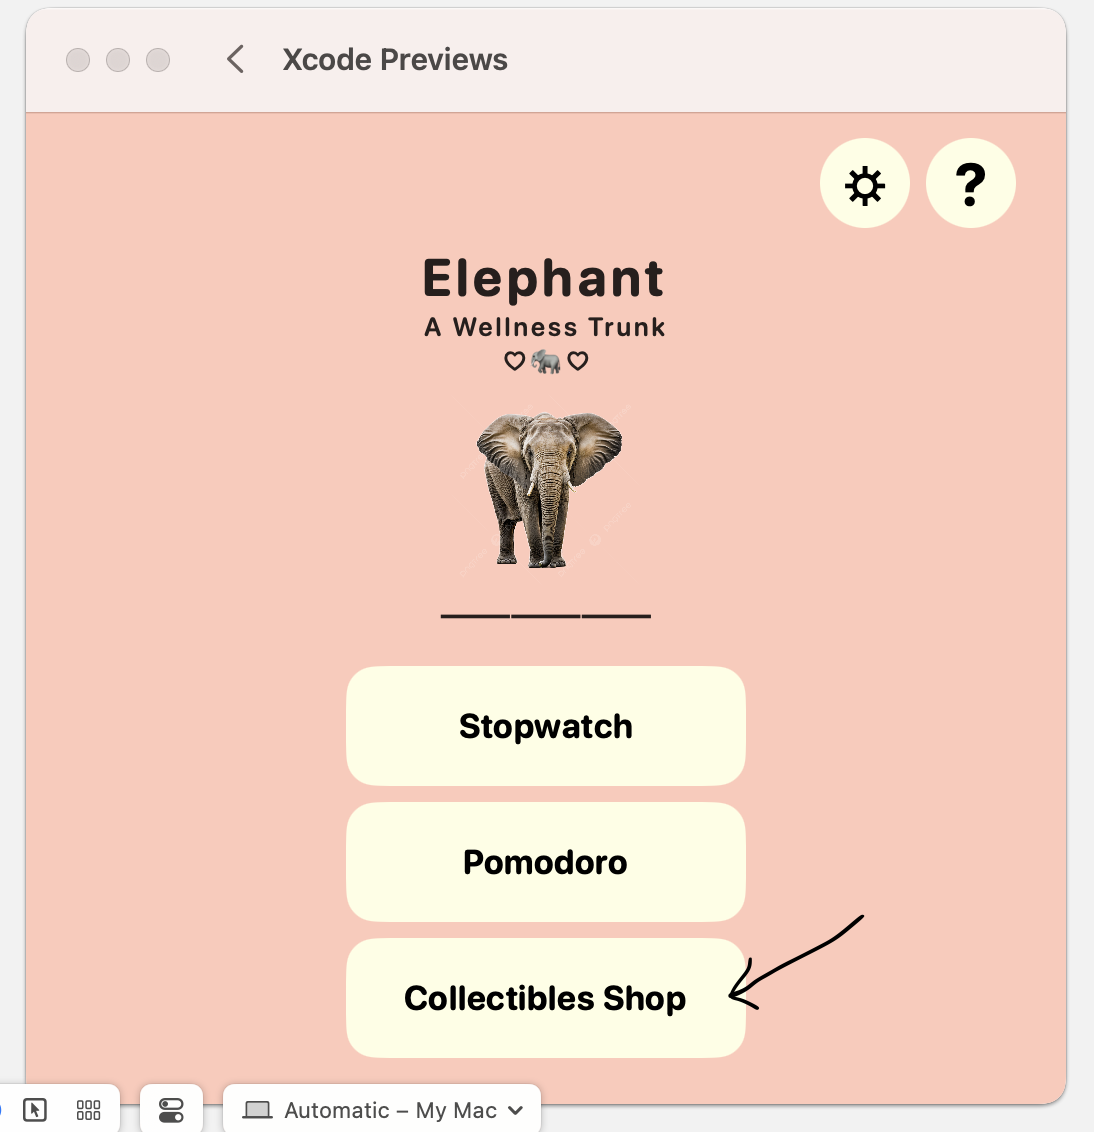 Xcode Previews
?
Elephant
A Wellness Trunk
♡🐘♡
Stopwatch
Pomodoro
Collectibles Shop
Automatic – My Mac